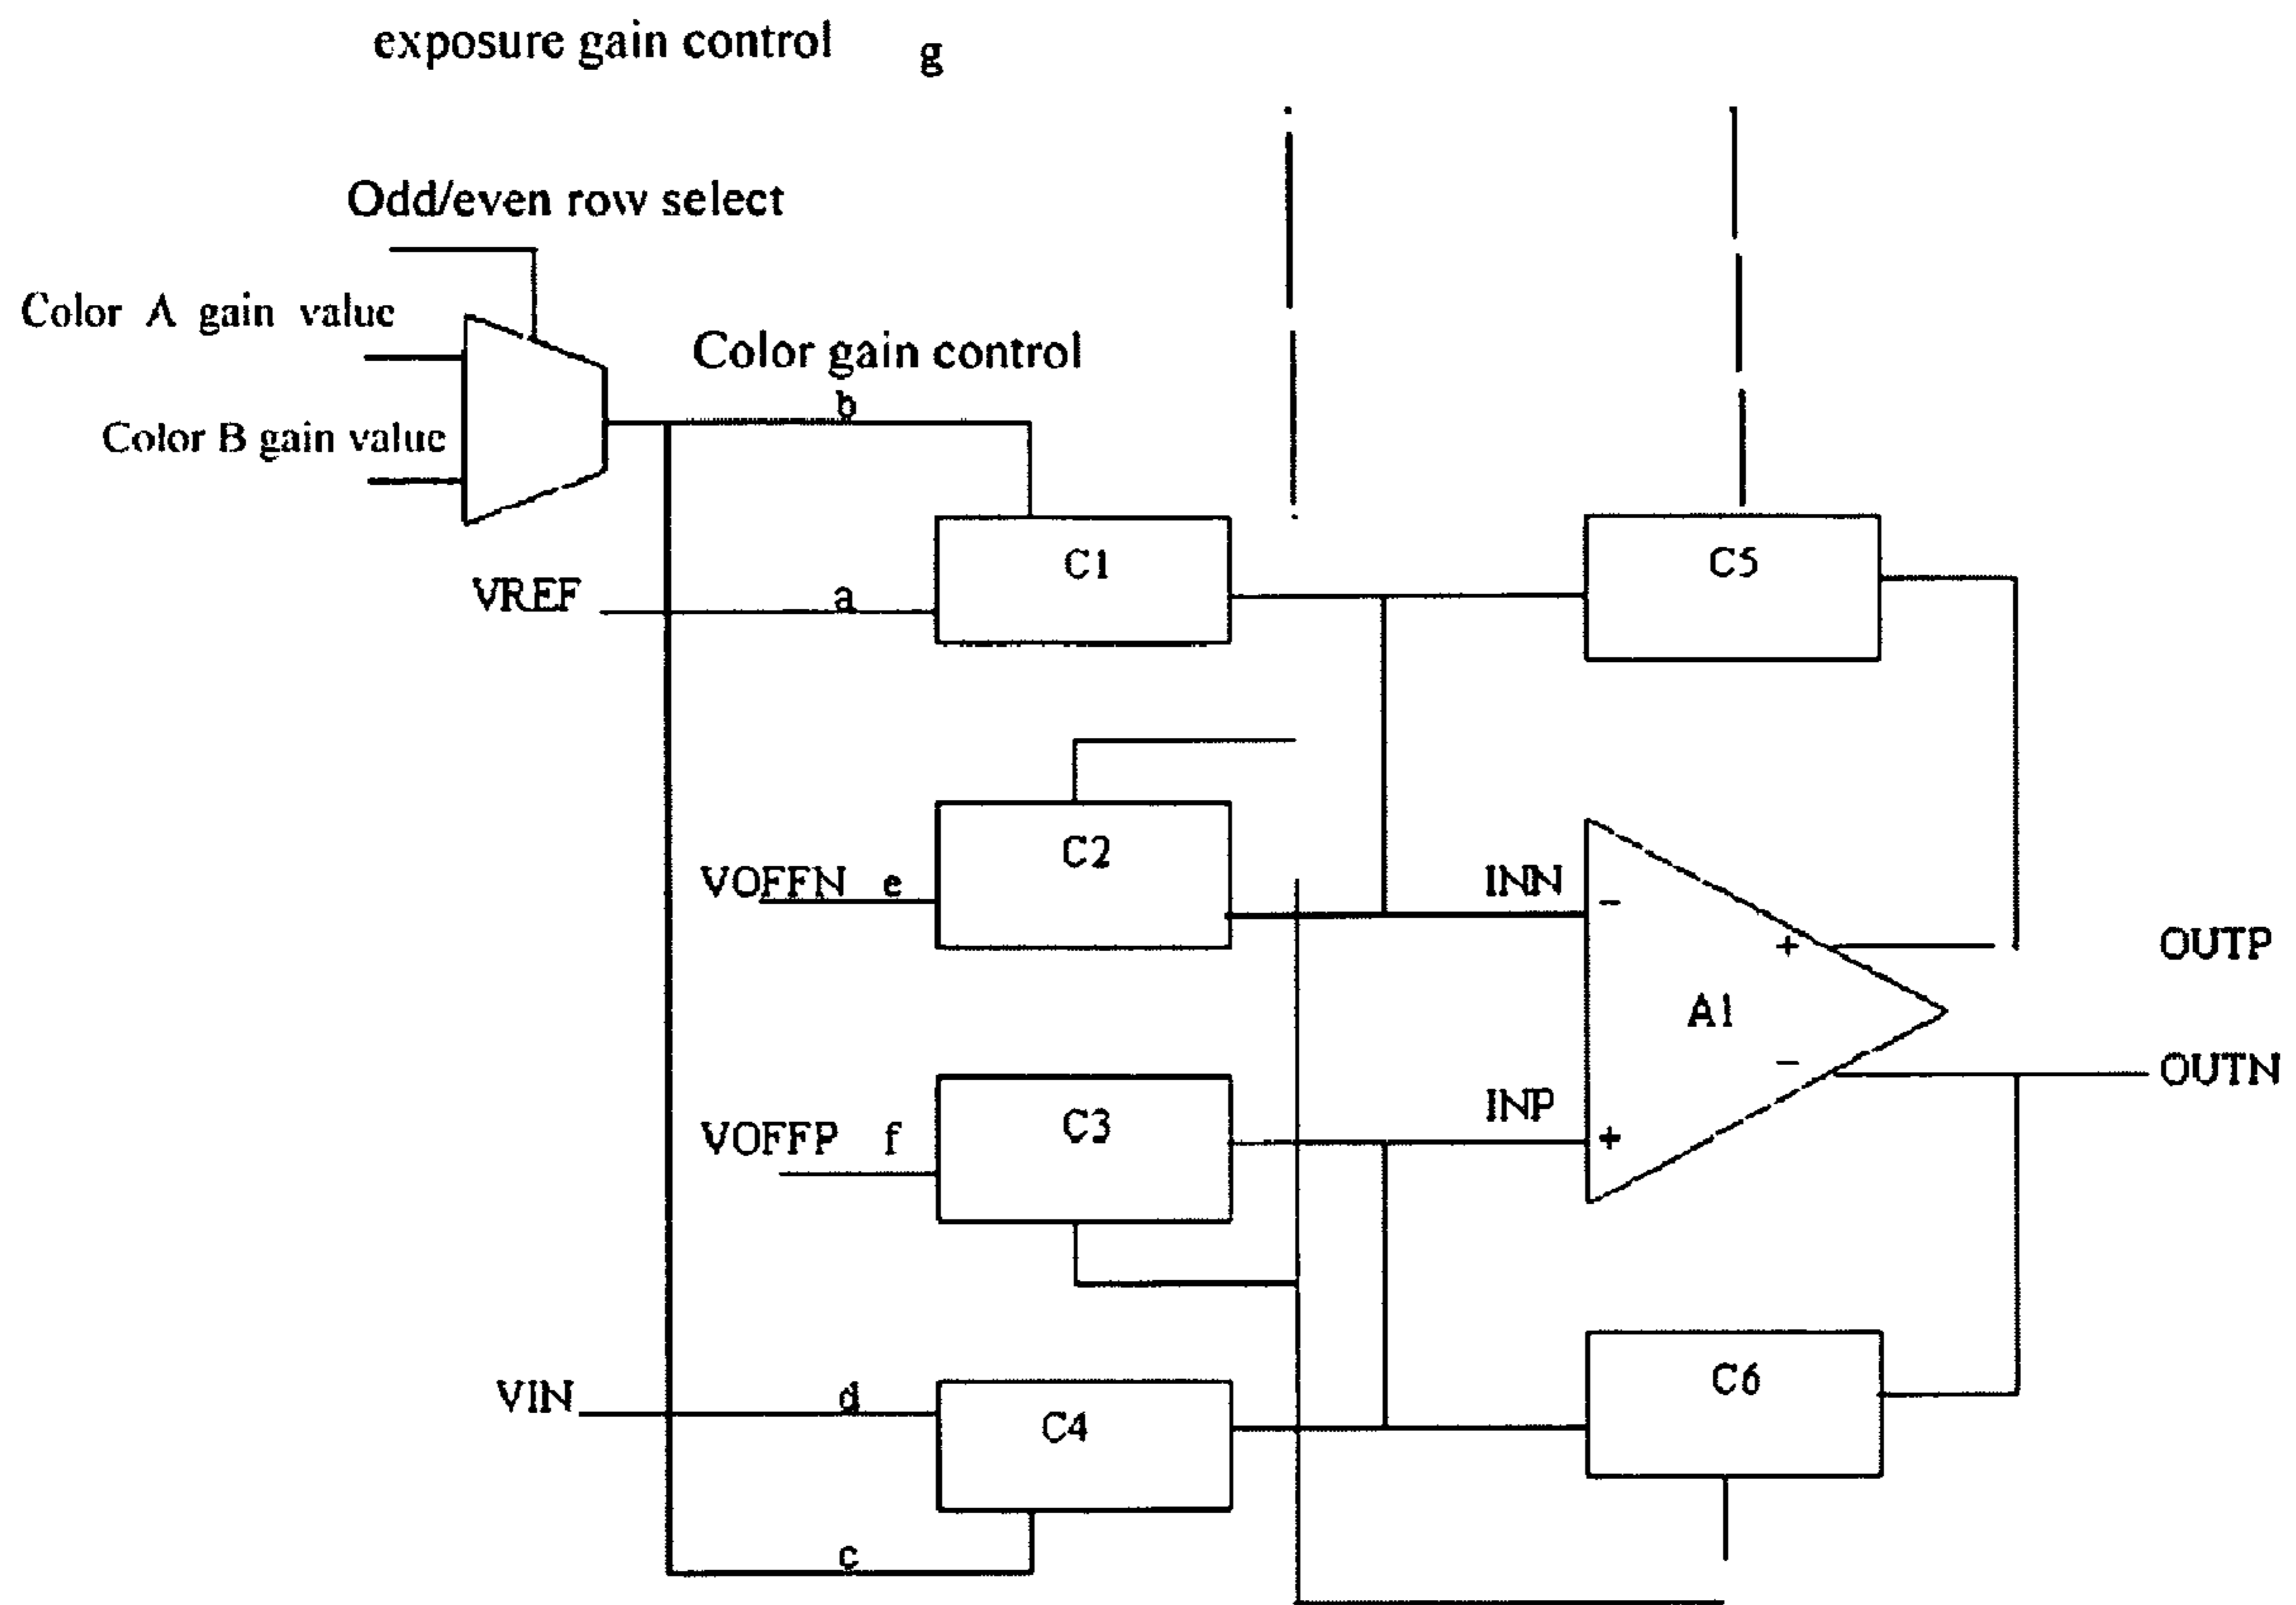 exposure gain control g
Odd/even row select
Color A gain value
Color gain control
b
Color B gain value
C1
C5
VREF a
C2
VOFFN e
INN
−
+
OUTP
A1
−
OUTN
C3
INP
VOFFP f
+
C6
VIN d
C4
c